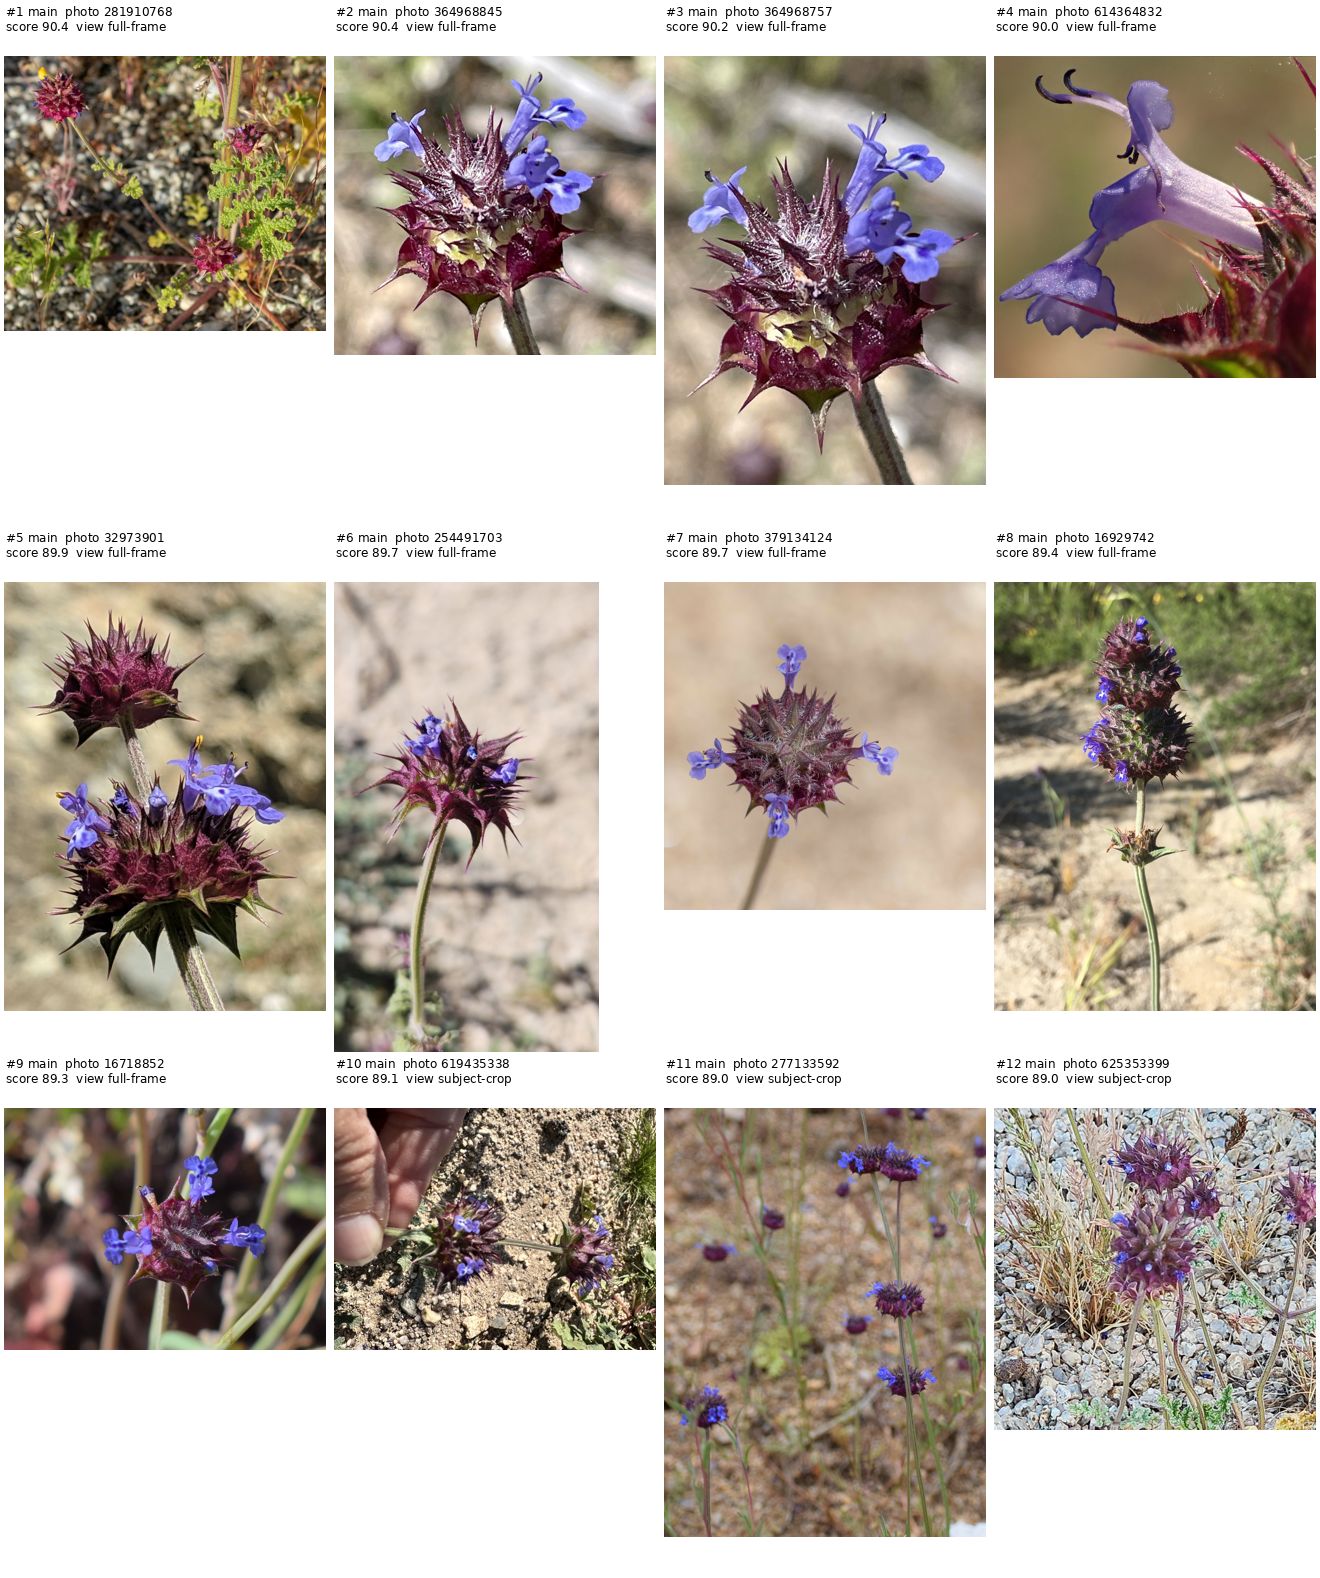 #1 main photo 281910768
score 90.4 view full-frame
#2 main photo 364968845
score 90.4 view full-frame
#3 main photo 364968757
score 90.2 view full-frame
#4 main photo 614364832
score 90.0 view full-frame
#5 main photo 32973901
score 89.9 view full-frame
#6 main photo 254491703
score 89.7 view full-frame
#7 main photo 379134124
score 89.7 view full-frame
#8 main photo 16929742
score 89.4 view full-frame
#9 main photo 16718852
score 89.3 view full-frame
#10 main photo 619435338
score 89.1 view subject-crop
#11 main photo 277133592
score 89.0 view subject-crop
#12 main photo 625353399
score 89.0 view subject-crop